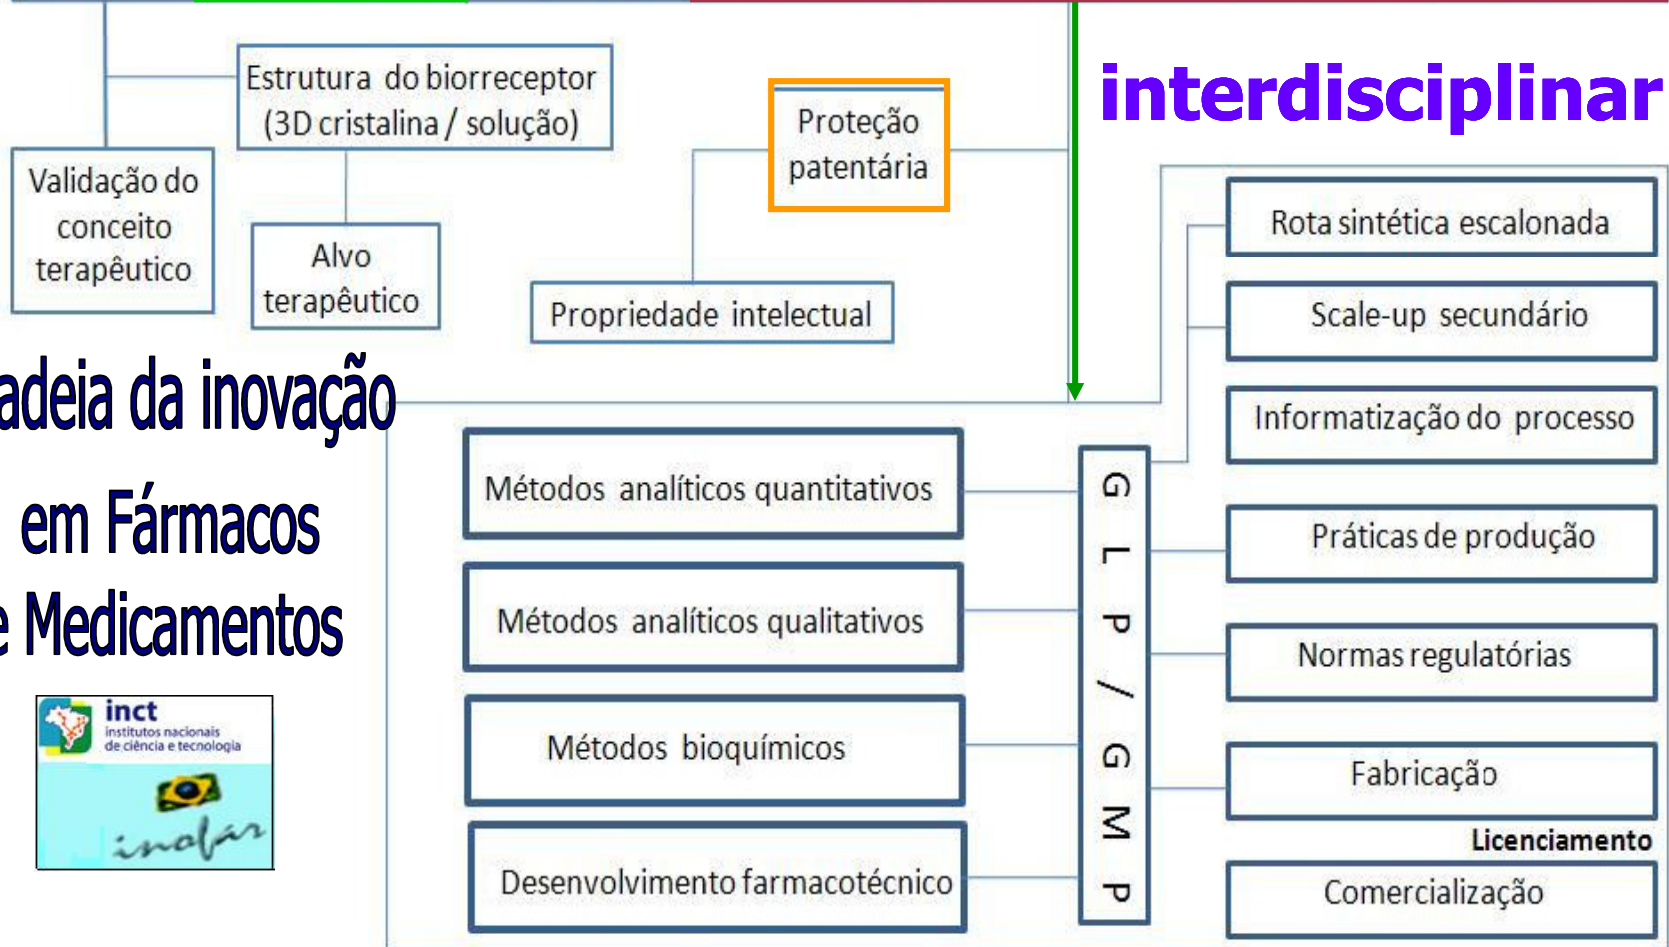 interdisciplinar
Estrutura do biorreceptor
(3D cristalina / solução)
Proteção
patentária
Validação do
conceito
terapêutico
Alvo
terapêutico
Propriedade intelectual
Rota sintética escalonada
Scale-up secundário
Informatização do processo
Práticas de produção
Normas regulatórias
Fabricação
Licenciamento
Comercialização
adeia da inovação
em Fármacos
e Medicamentos
Métodos analíticos quantitativos
Métodos analíticos qualitativos
Métodos bioquímicos
Desenvolvimento farmacotécnico
GLP/GMP
inct
institutos nacionais
de ciência e tecnologia
inofar